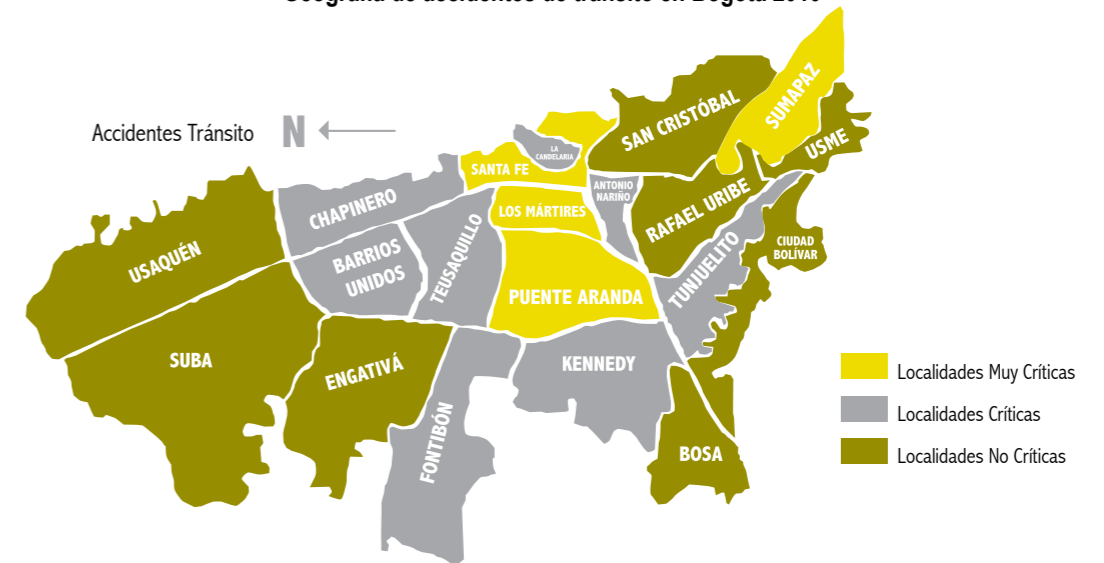 Accidentes Tránsito N
SUMAPAZ
SAN CRISTÓBAL
USME
LA
CANDELARIA
SANTA FE
ANTONIO
NARIÑO
CHAPINERO
LOS MÁRTIRES
RAFAEL URIBE
USAQUÉN
BARRIOS
UNIDOS
TEUSAQUILLO
TUNJUELITO
CIUDAD
BOLÍVAR
PUENTE ARANDA
SUBA
ENGATIVÁ
KENNEDY
FONTIBÓN
BOSA
Localidades Muy Críticas
Localidades Críticas
Localidades No Críticas